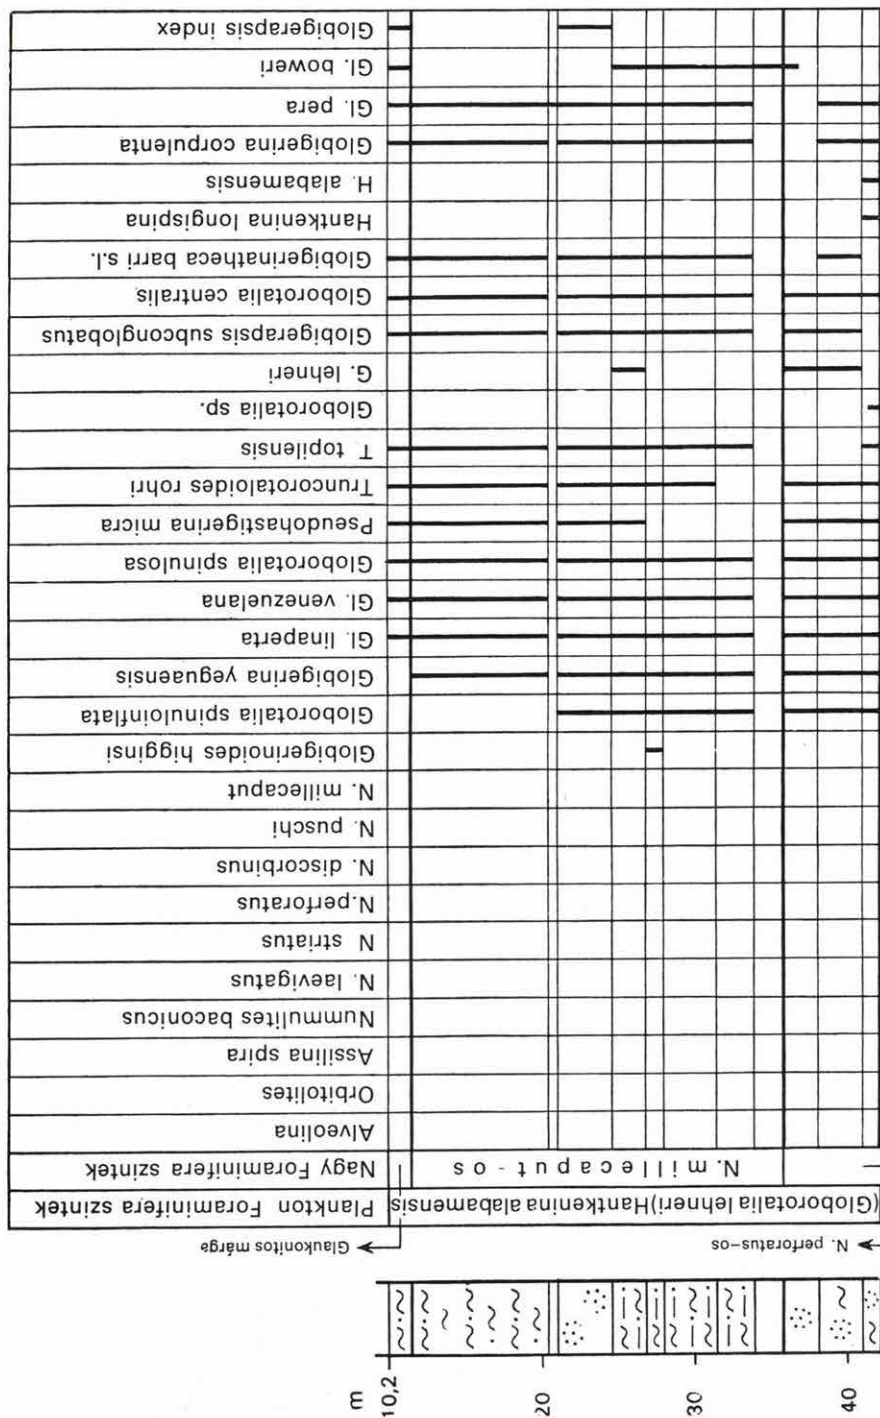 Globigerapsis index
Gl. boweri
Gl. pera
Globigerina corpulenta
H. alabamensis
Hantkenina longispina
Globigerinatheca barri s.l.
Globorotalia centralis
Globigerapsis subconglobatus
G. lehneri
Globorotalia sp.
T topilensis
Truncorotaloides rohri
Pseudohastigerina micra
Globorotalia spinulosa
Gl. venezuelana
Gl. linaperta
Globigerina yeguaensis
Globorotalia spinuloinflata
Globigerinoides higginsi
N. millecaput
N. puschi
N. discorbinus
N.perforatus
N striatus
N. laevigatus
Nummulites baconicus
Assilina spira
Orbitolites
Alveolina
Nagy Foraminifera szintek
N.millecaput-os
Plankton Foraminifera szintek
(Globorotalia lehneri)Hantkenina alabamensis
Glaukonitos márga
N. perforatus-os
m
10,2
20
30
40